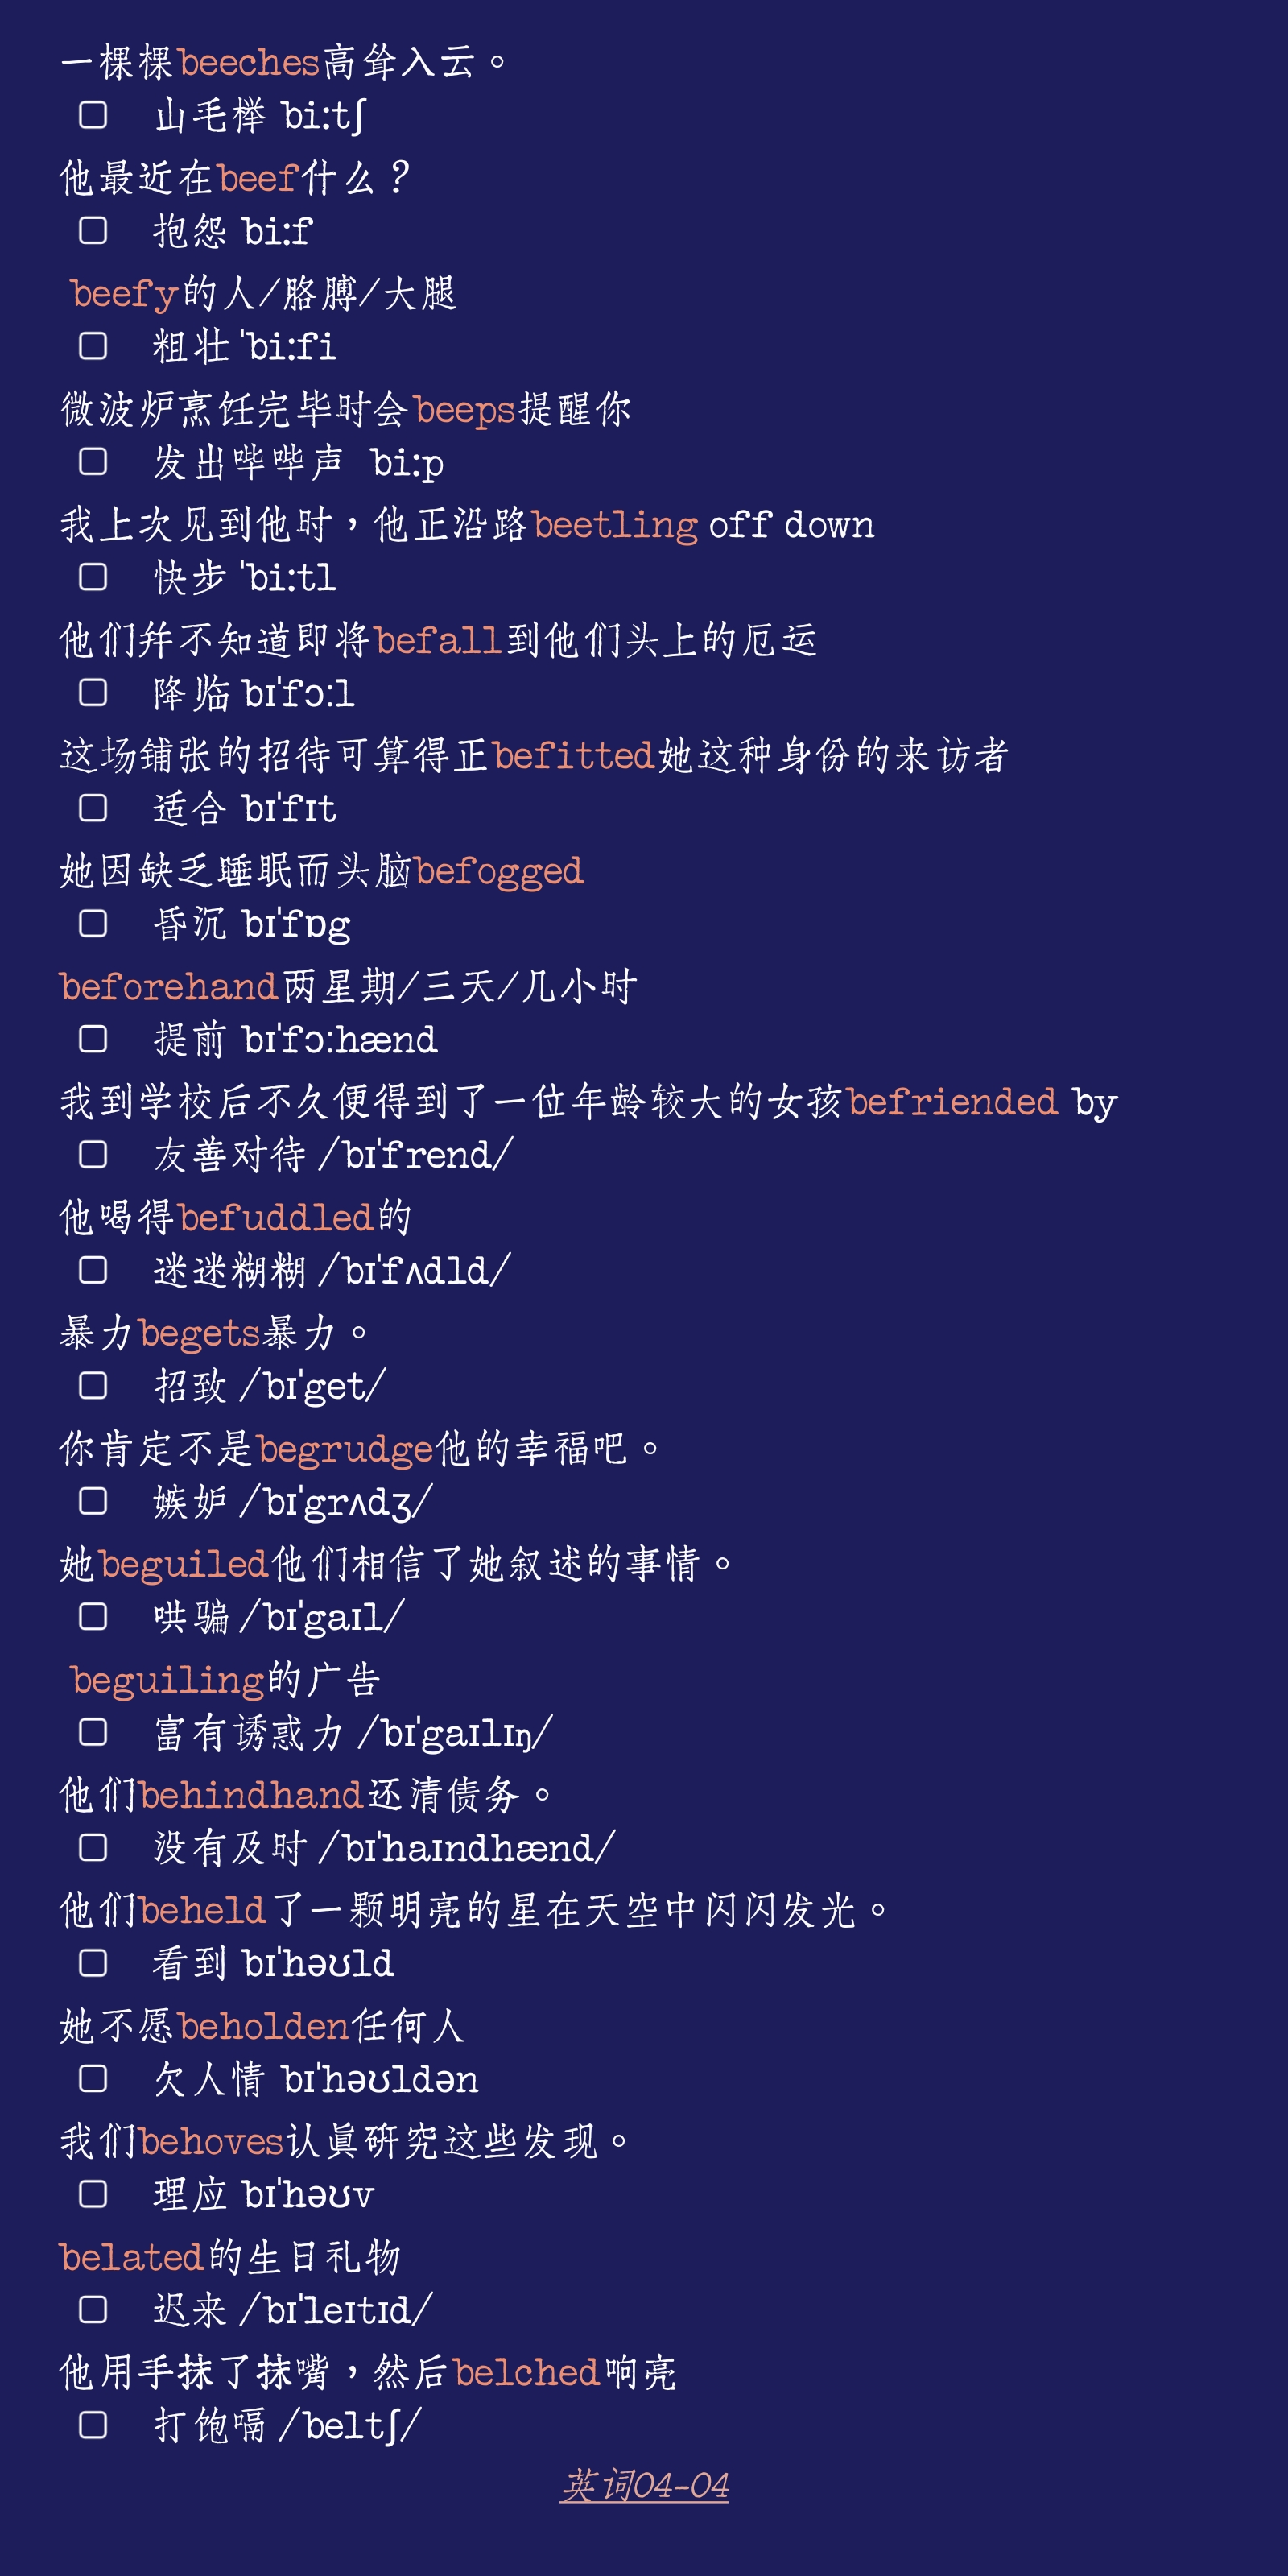 一棵棵beeches高耸入云。
山毛榉 biːtʃ
他最近在beef什么？
抱怨 biːf
beefy的人/胳膊/大腿
粗壮 ˈbiːfi
微波炉烹饪完毕时会beeps提醒你
发出哔哔声 biːp
我上次见到他时，他正沿路beetling off down
快步 ˈbiːtl
他们并不知道即将befall到他们头上的厄运
降临 bɪˈfɔːl
这场铺张的招待可算得正befitted她这种身份的来访者
适合 bɪˈfɪt
她因缺乏睡眠而头脑befogged
昏沉 bɪˈfɒg
beforehand两星期/三天/几小时
提前 bɪˈfɔːhænd
我到学校后不久便得到了一位年龄较大的女孩befriended by
友善对待 /bɪˈfrend/
他喝得befuddled的
迷迷糊糊 /bɪˈfʌdld/
暴力begets暴力。
招致 /bɪˈget/
你肯定不是begrudge他的幸福吧。
嫉妒 /bɪˈgrʌdʒ/
她beguiled他们相信了她叙述的事情。
哄骗 /bɪˈgaɪl/
beguiling的广告
富有诱惑力 /bɪˈgaɪlɪŋ/
他们behindhand还清债务。
没有及时 /bɪˈhaɪndhænd/
他们beheld了一颗明亮的星在天空中闪闪发光。
看到 bɪˈhəʊld
她不愿beholden任何人
欠人情 bɪˈhəʊldən
我们behoves认真研究这些发现。
理应 bɪˈhəʊv
belated的生日礼物
迟来 /bɪˈleɪtɪd/
他用手抹了抹嘴，然后belched响亮
打饱嗝 /beltʃ/
英词04-04